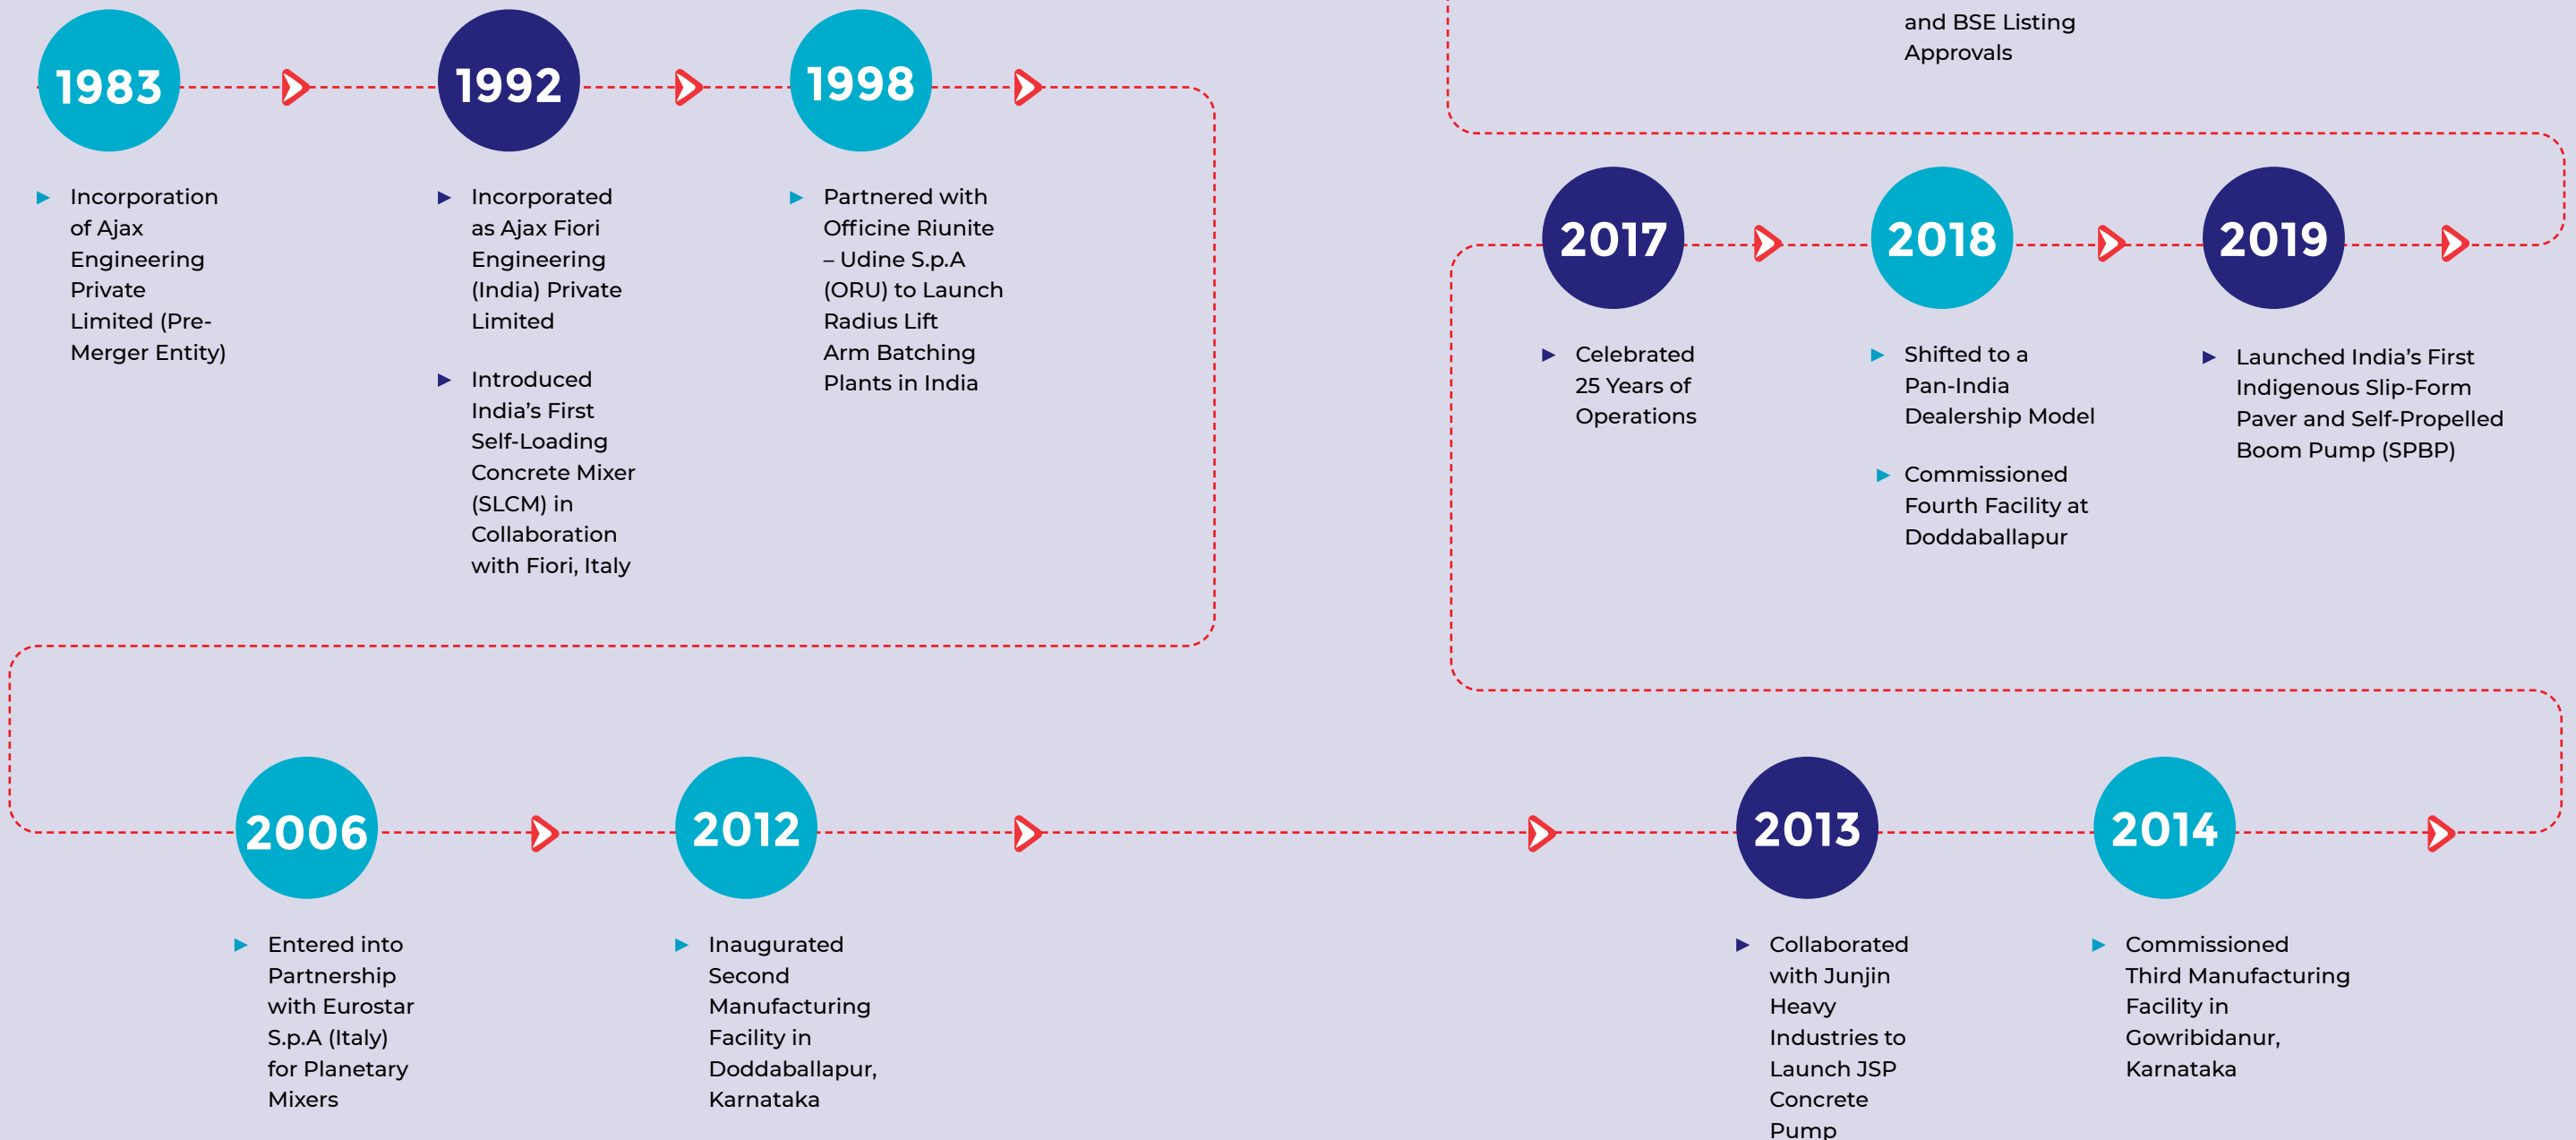 1983
Incorporation
of Ajax
Engineering
Private
Limited (Pre-
Merger Entity)
1992
Incorporated
as Ajax Fiori
Engineering
(India) Private
Limited
Introduced
India’s First
Self-Loading
Concrete Mixer
(SLCM) in
Collaboration
with Fiori, Italy
1998
Partnered with
Officine Riunite
– Udine S.p.A
(ORU) to Launch
Radius Lift
Arm Batching
Plants in India
2006
Entered into
Partnership
with Eurostar
S.p.A (Italy)
for Planetary
Mixers
2012
Inaugurated
Second
Manufacturing
Facility in
Doddaballapur,
Karnataka
2013
Collaborated
with Junjin
Heavy
Industries to
Launch JSP
Concrete
Pump
2014
Commissioned
Third Manufacturing
Facility in
Gowribidanur,
Karnataka
2017
Celebrated
25 Years of
Operations
2018
Shifted to a
Pan-India
Dealership Model
Commissioned
Fourth Facility at
Doddaballapur
2019
Launched India’s First
Indigenous Slip-Form
Paver and Self-Propelled
Boom Pump (SPBP)
and BSE Listing
Approvals